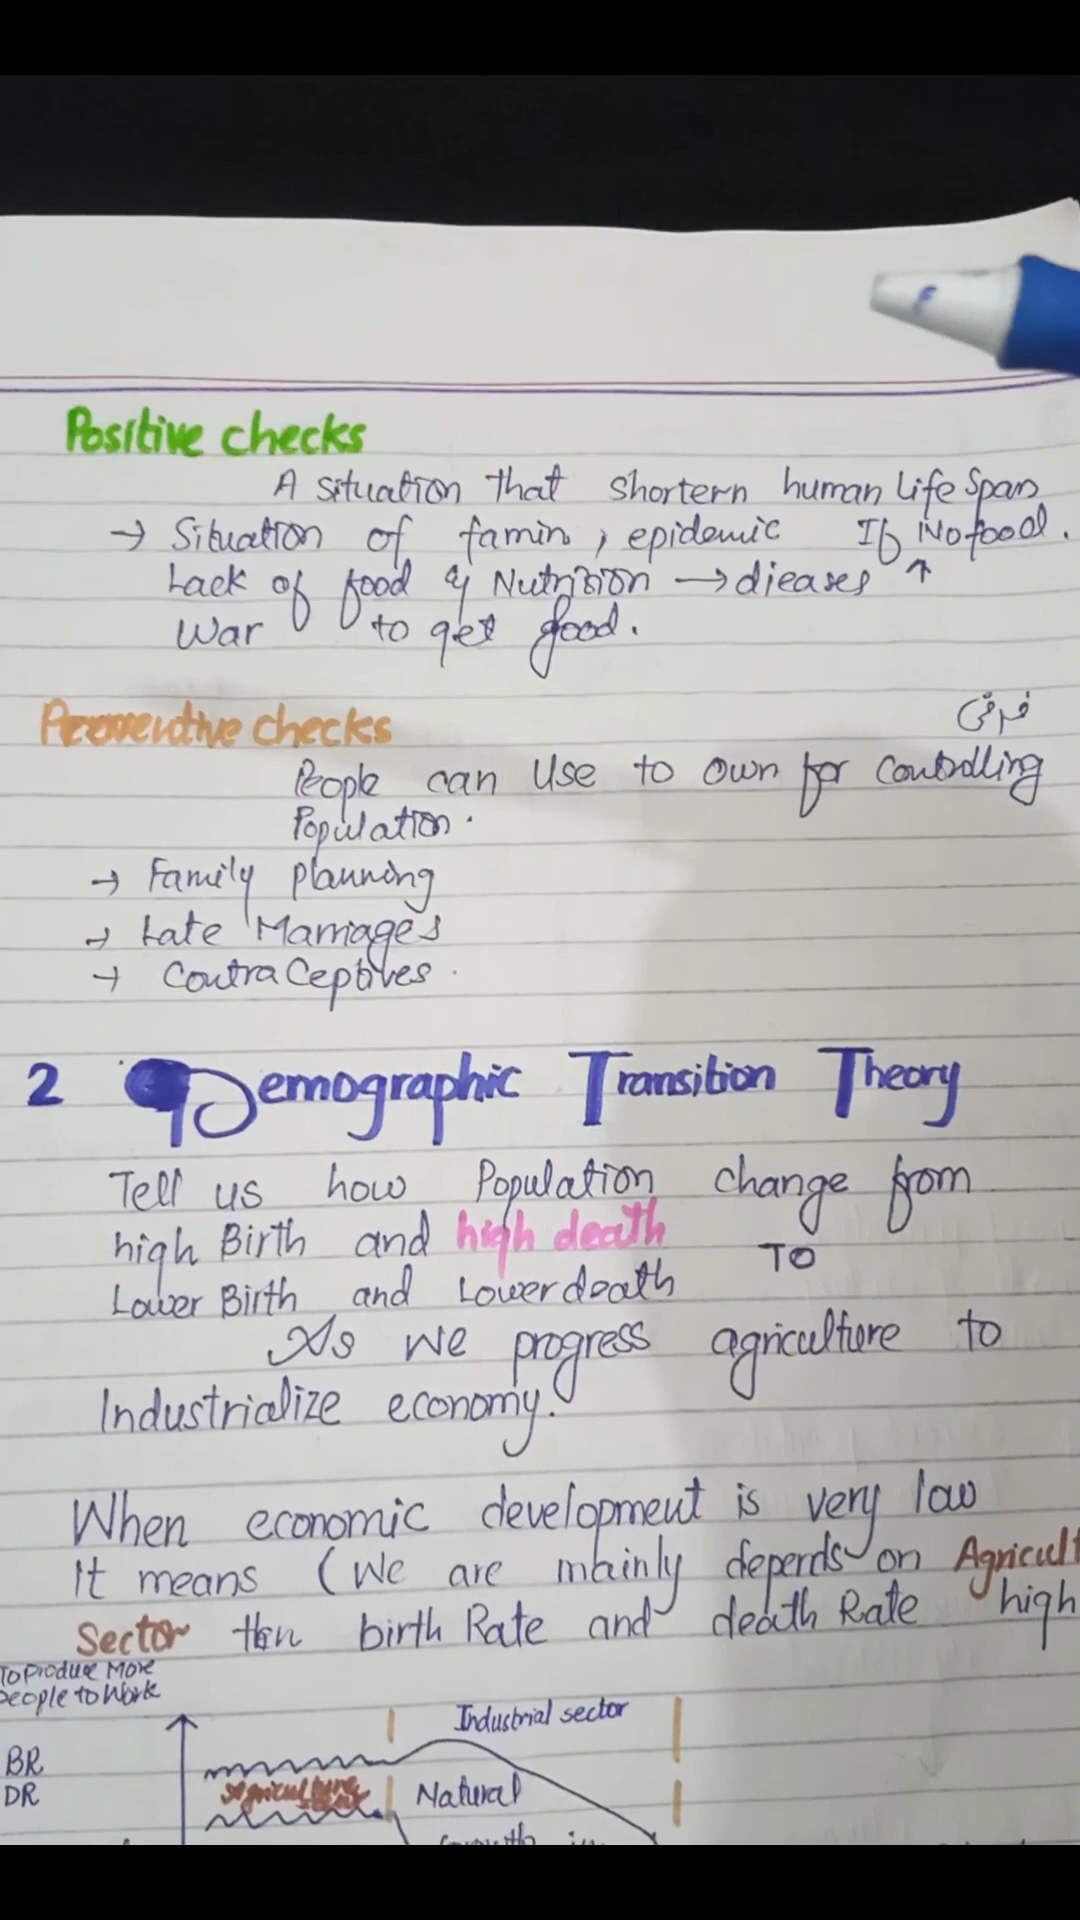 Positive checks
A situation that shortern human life Span
→ Situation of famin, epidemic If No food.
Lack of food & Nutrition → dieases ↑
War to get food.
Preventive checks
People can Use to own for Controlling
Population.
→ Family planning
→ Late Marriages
→ ContraCeptives.
2 Demographic Transition Theory
Tell us how Population change from
high Birth and high death TO
Lower Birth and Lower death
As we progress agriculture to
Industrialize economy.
When economic development is very low
It means (We are mainly depends on Agricult
Sector then birth Rate and death Rate high
To Produce More
People to Work
Industrial sector
BR
DR
Agriculture
Natural
Growth in